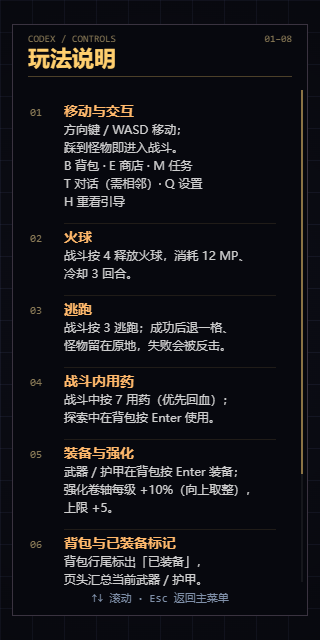 CODEX / CONTROLS
01–08
玩法说明
01
移动与交互
方向键 / WASD 移动；
踩到怪物即进入战斗。
B 背包 · E 商店 · M 任务
T 对话（需相邻）· Q 设置
H 重看引导
02
火球
战斗按 4 释放火球，消耗 12 MP、
冷却 3 回合。
03
逃跑
战斗按 3 逃跑；成功后退一格、
怪物留在原地，失败会被反击。
04
战斗内用药
战斗中按 7 用药（优先回血）；
探索中在背包按 Enter 使用。
05
装备与强化
武器 / 护甲在背包按 Enter 装备；
强化卷轴每级 +10%（向上取整），
上限 +5。
06
背包与已装备标记
背包行尾标出「已装备」，
页头汇总当前武器 / 护甲。
↑↓ 滚动 · Esc 返回主菜单